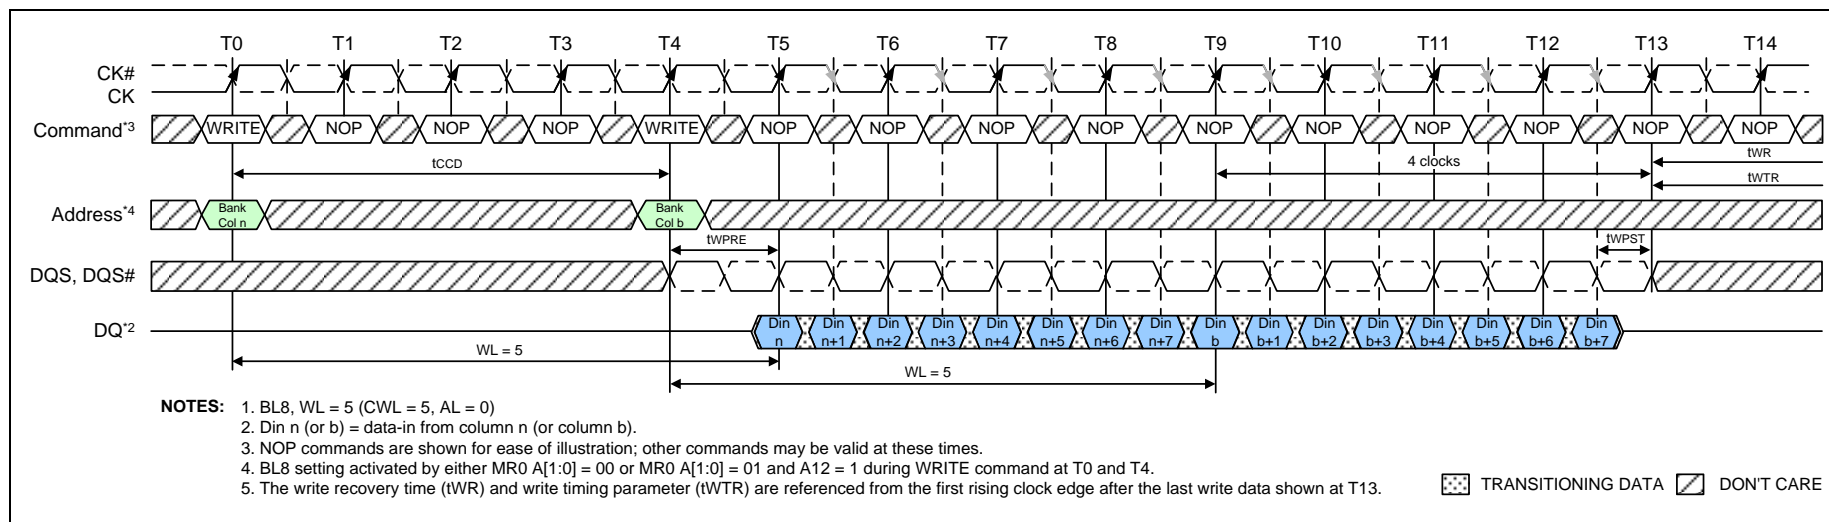 T0 T1 T2 T3 T4 T5 T6 T7 T8 T9 T10 T11 T12 T13 T14
CK#
CK
Command*3 WRITE NOP NOP NOP WRITE NOP NOP NOP NOP NOP NOP NOP NOP NOP NOP
tCCD 4 clocks tWR
tWTR
Address*4 Bank Col n Bank Col b
tWPRE tWPST
DQS, DQS#
DQ*2 Din n Din n+1 Din n+2 Din n+3 Din n+4 Din n+5 Din n+6 Din n+7 Din b Din b+1 Din b+2 Din b+3 Din b+4 Din b+5 Din b+6 Din b+7
WL = 5
WL = 5
NOTES: 1. BL8, WL = 5 (CWL = 5, AL = 0)
2. Din n (or b) = data-in from column n (or column b).
3. NOP commands are shown for ease of illustration; other commands may be valid at these times.
4. BL8 setting activated by either MR0 A[1:0] = 00 or MR0 A[1:0] = 01 and A12 = 1 during WRITE command at T0 and T4.
5. The write recovery time (tWR) and write timing parameter (tWTR) are referenced from the first rising clock edge after the last write data shown at T13.
TRANSITIONING DATA DON'T CARE